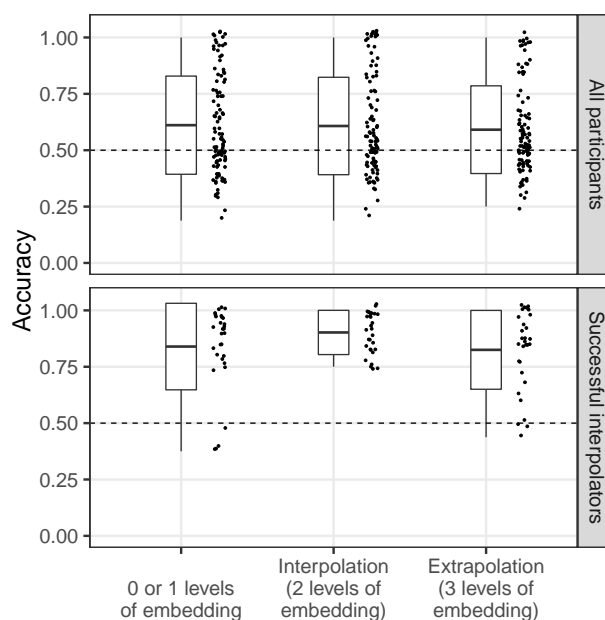 Accuracy
1.00
0.75
0.50
0.25
0.00
All participants
1.00
0.75
0.50
0.25
0.00
Successful interpolators
0 or 1 levels
of embedding
Interpolation
(2 levels of
embedding)
Extrapolation
(3 levels of
embedding)